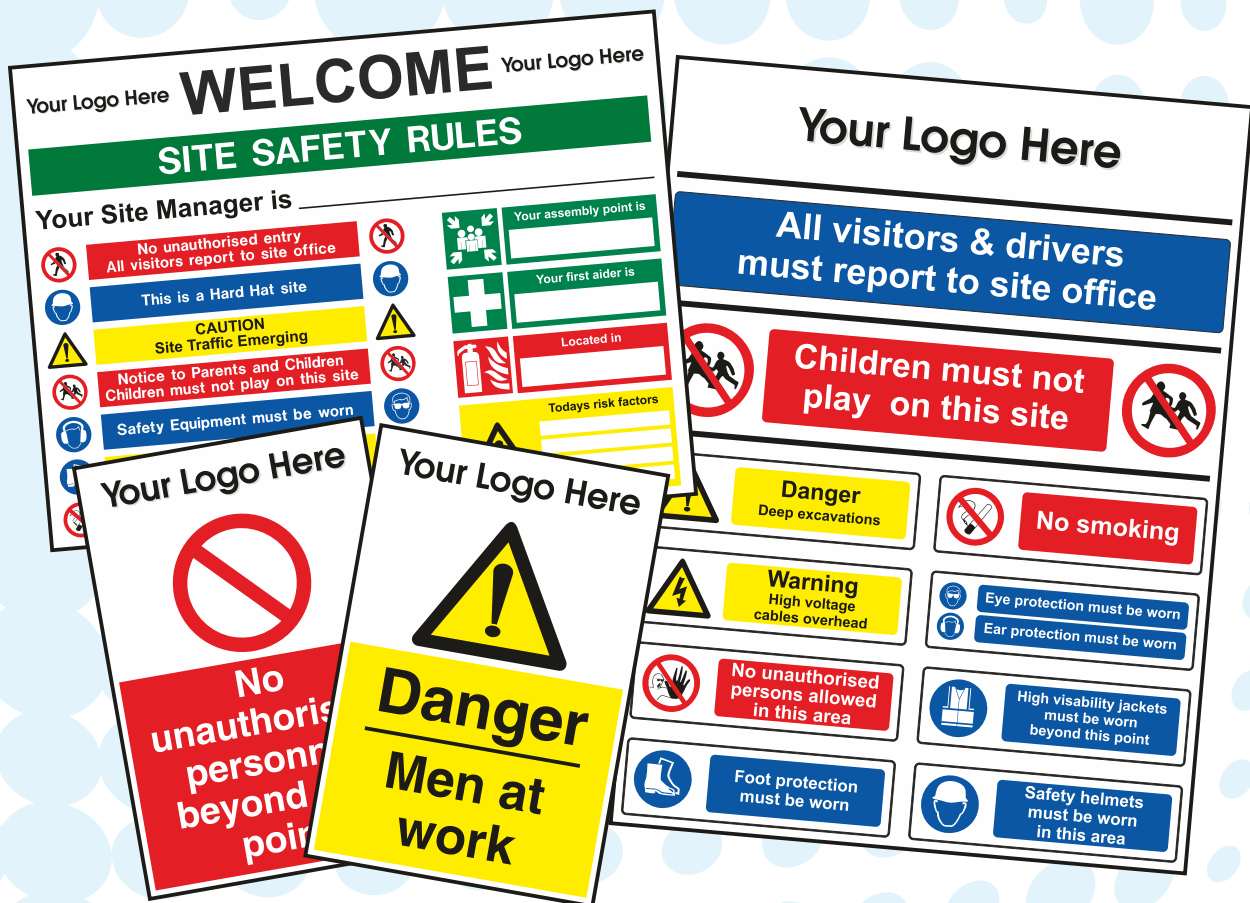 Your Logo Here WELCOME Your Logo Here
SITE SAFETY RULES
Your Site Manager is
No unauthorised entry
All visitors report to site office
This is a Hard Hat site
CAUTION
Site Traffic Emerging
Notice to Parents and Children
Children must not play on this site
Safety Equipment must be worn
Your assembly point is
Your first aider is
Located in
Todays risk factors
Your Logo Here
No
personn
beyond
Your Logo Here
Danger
Men at
work
Your Logo Here
All visitors & drivers
must report to site office
Children must not
play on this site
Danger
Deep excavations
No smoking
Warning
High voltage
cables overhead
Eye protection must be worn
Ear protection must be worn
No unauthorised
persons allowed
in this area
High visability jackets
must be worn
beyond this point
Foot protection
must be worn
Safety helmets
must be worn
in this area